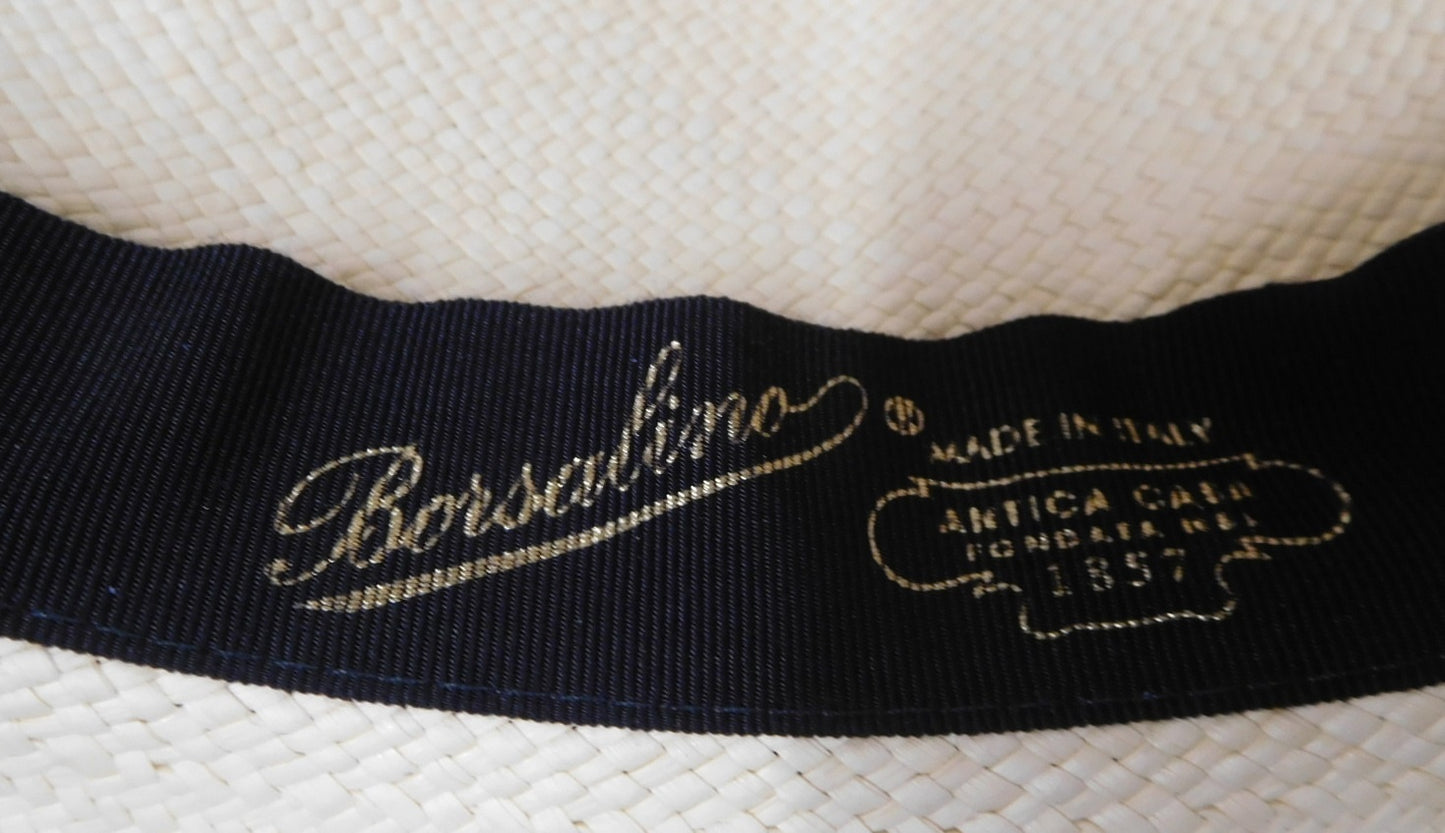 Borsalino ®
MADE IN ITALY
ANTICA CASA
FONDATA NEL
1857